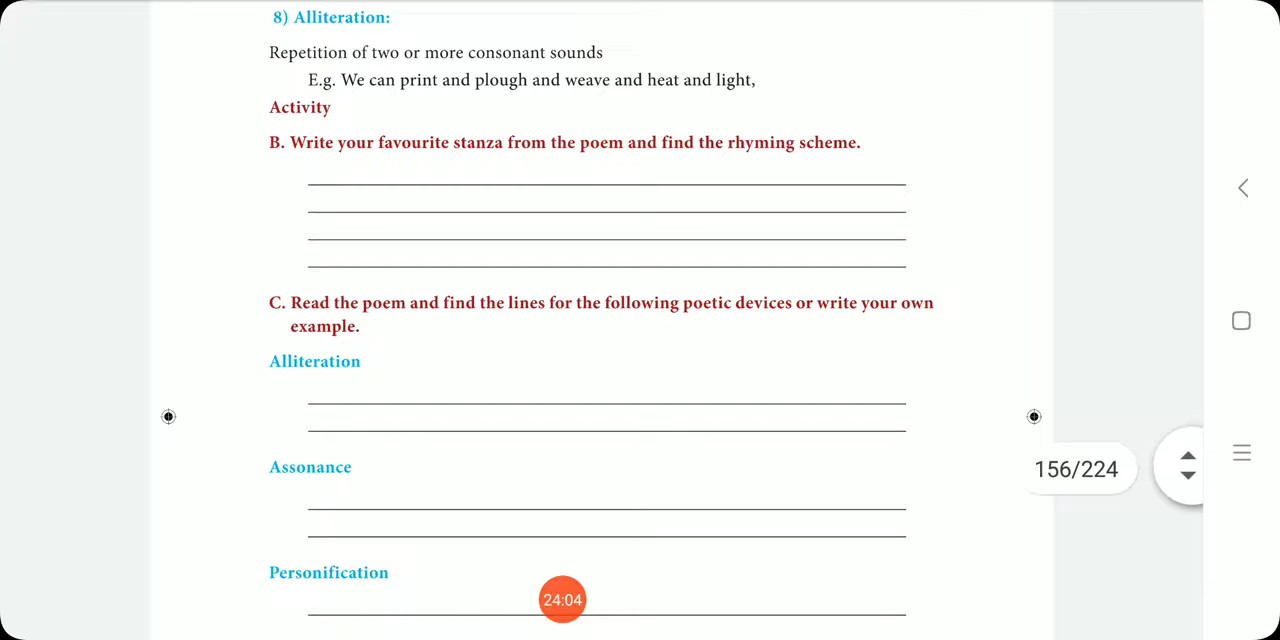 8) Alliteration:
Repetition of two or more consonant sounds
E.g. We can print and plough and weave and heat and light,
Activity
B. Write your favourite stanza from the poem and find the rhyming scheme.
C. Read the poem and find the lines for the following poetic devices or write your own
example.
Alliteration
156/224
Assonance
Personification
24:04